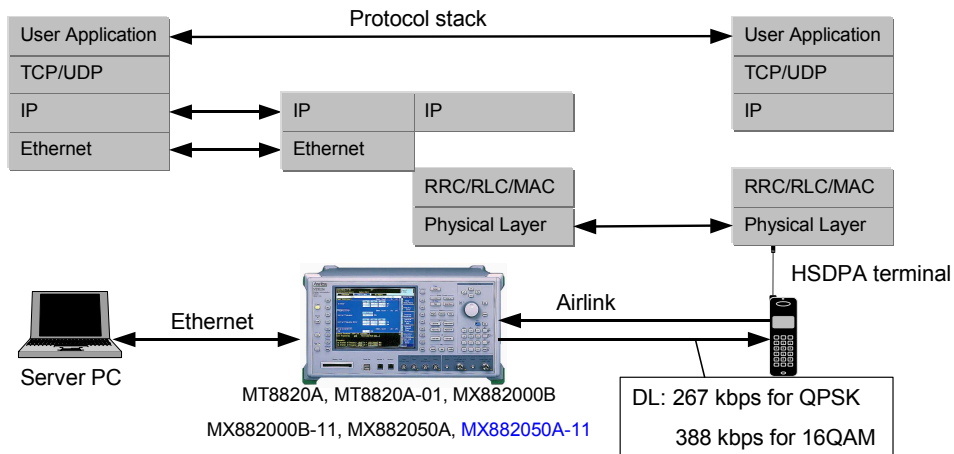 Protocol stack
User Application
User Application
TCP/UDP
TCP/UDP
IP
IP
IP
IP
Ethernet
Ethernet
RRC/RLC/MAC
RRC/RLC/MAC
Physical Layer
Physical Layer
HSDPA terminal
Ethernet
Airlink
Server PC
MT8820A, MT8820A-01, MX882000B
MX882000B-11, MX882050A, MX882050A-11
DL: 267 kbps for QPSK
388 kbps for 16QAM